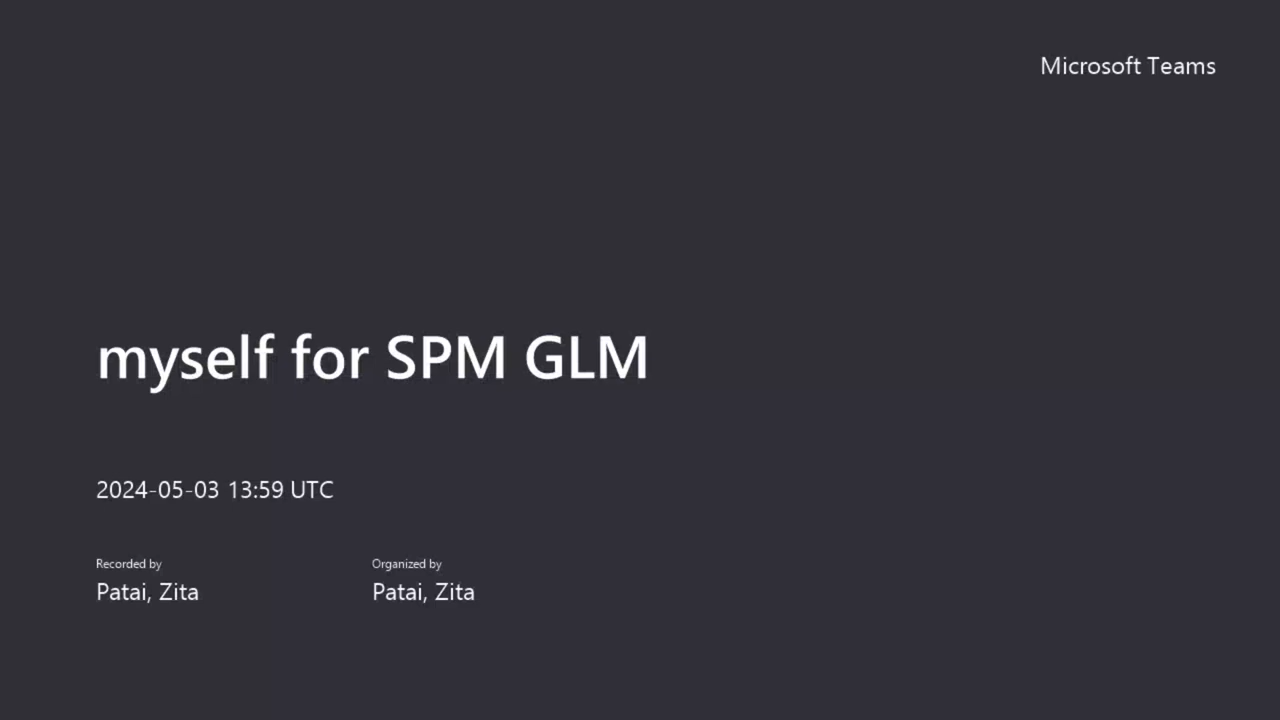 Microsoft Teams
myself for SPM GLM
2024-05-03 13:59 UTC
Recorded by
Organized by
Patai, Zita
Patai, Zita